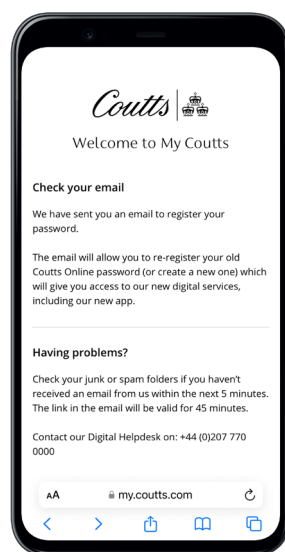 Coutts
Welcome to My Coutts
Check your email
We have sent you an email to register your
password.
The email will allow you to re-register your old
Coutts Online password (or create a new one) which
will give you access to our new digital services,
including our new app.
Having problems?
Check your junk or spam folders if you haven't
received an email from us within the next 5 minutes.
The link in the email will be valid for 45 minutes.
Contact our Digital Helpdesk on: +44 (0)207 770
0000
AA my.coutts.com